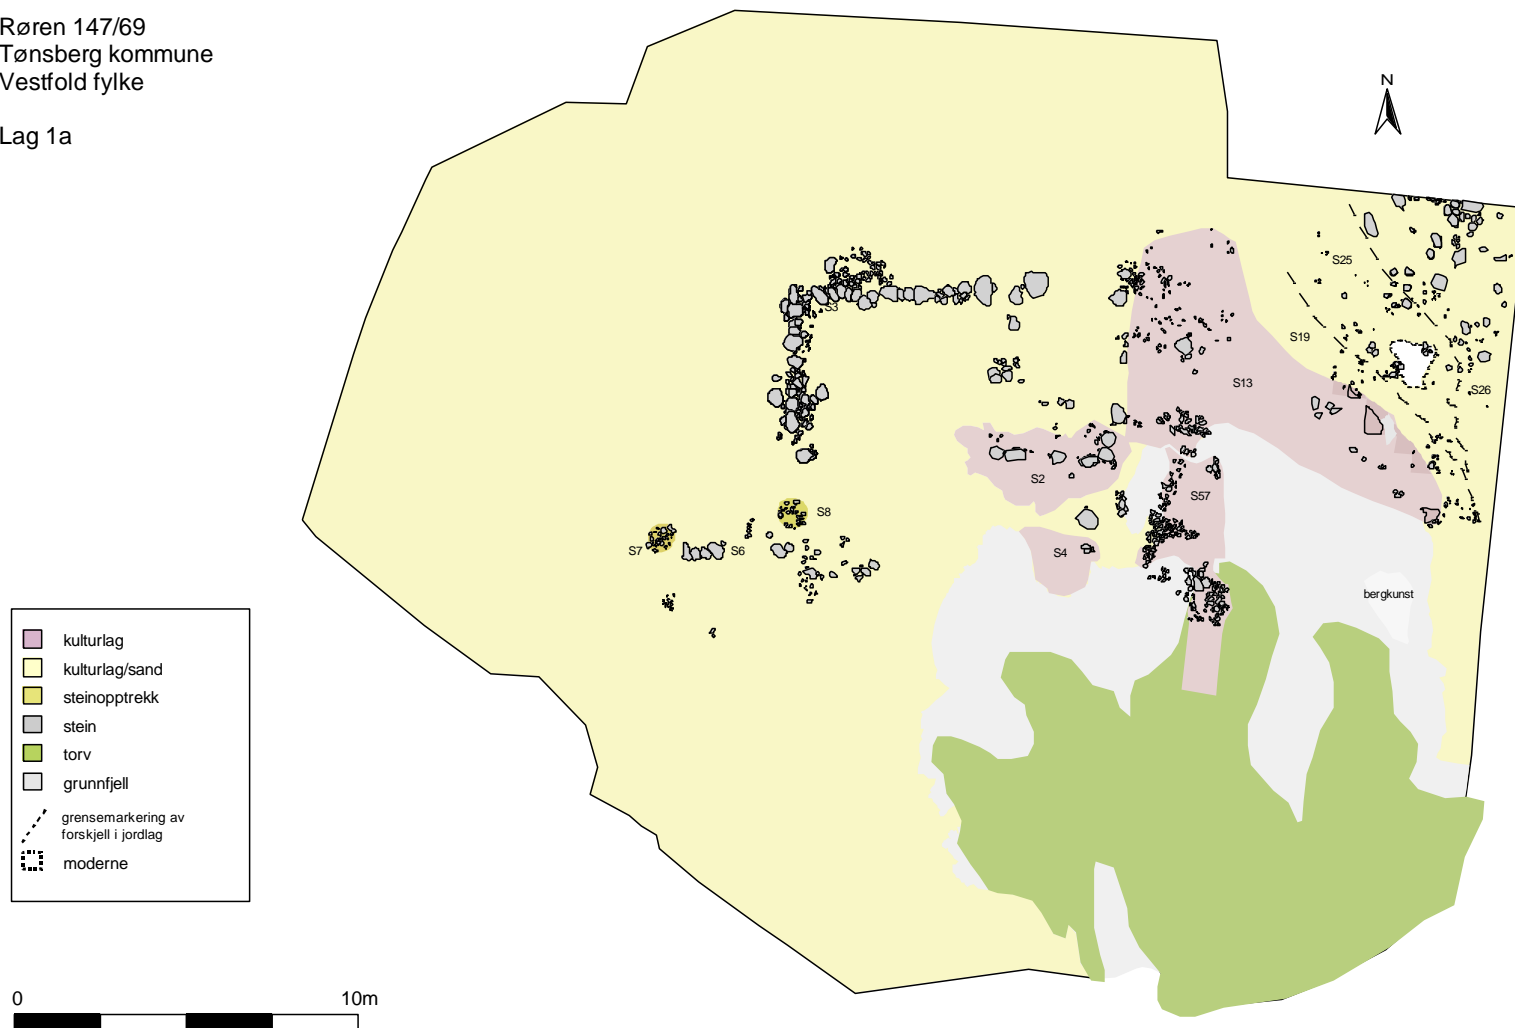 Røren 147/69
Tønsberg kommune
Vestfold fylke
Lag 1a
N
S25
S3
S19
S13
S26
S2
S57
S8
S7
S6
S4
bergkunst
kulturlag
kulturlag/sand
steinopptrekk
stein
torv
grunnfjell
grensemarkering av
forskjell i jordlag
moderne
0 10m